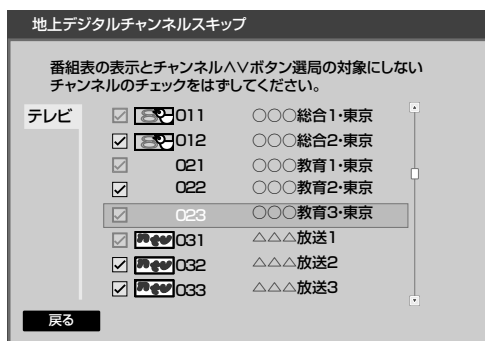 地上デジタルチャンネルスキップ
番組表の表示とチャンネル∧∨ボタン選局の対象にしない
チャンネルのチェックをはずしてください。
テレビ
011 ○○○総合1・東京
012 ○○○総合2・東京
021 ○○○教育1・東京
022 ○○○教育2・東京
023 ○○○教育3・東京
031 △△△放送1
032 △△△放送2
033 △△△放送3
戻る